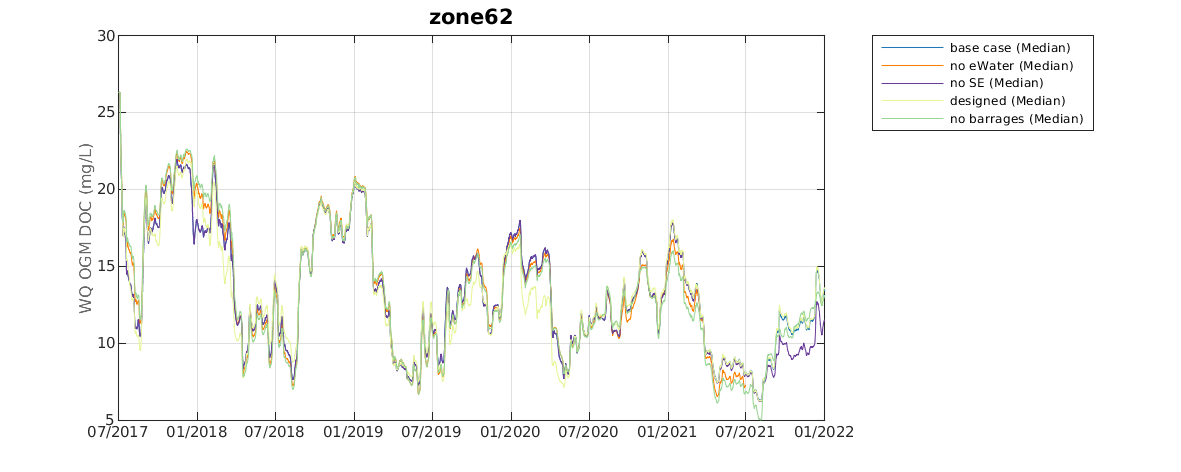 zone62
WQ OGM DOC (mg/L)
30
25
20
15
10
5
07/2017 01/2018 07/2018 01/2019 07/2019 01/2020 07/2020 01/2021 07/2021 01/2022
base case (Median)
no eWater (Median)
no SE (Median)
designed (Median)
no barrages (Median)